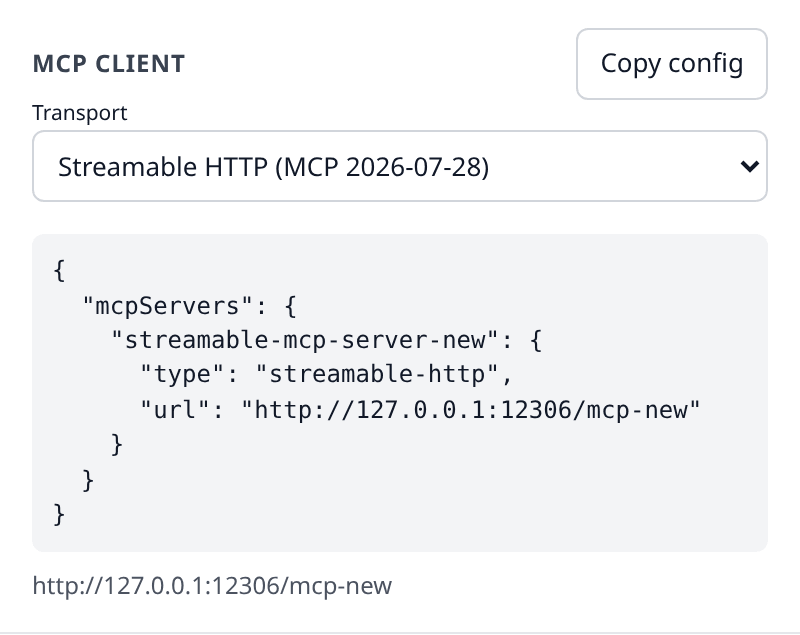 MCP CLIENT
Copy config
Transport
Streamable HTTP (MCP 2026-07-28)
{
  "mcpServers": {
    "streamable-mcp-server-new": {
      "type": "streamable-http",
      "url": "http://127.0.0.1:12306/mcp-new"
    }
  }
}
http://127.0.0.1:12306/mcp-new